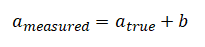 a_measured = a_true + b